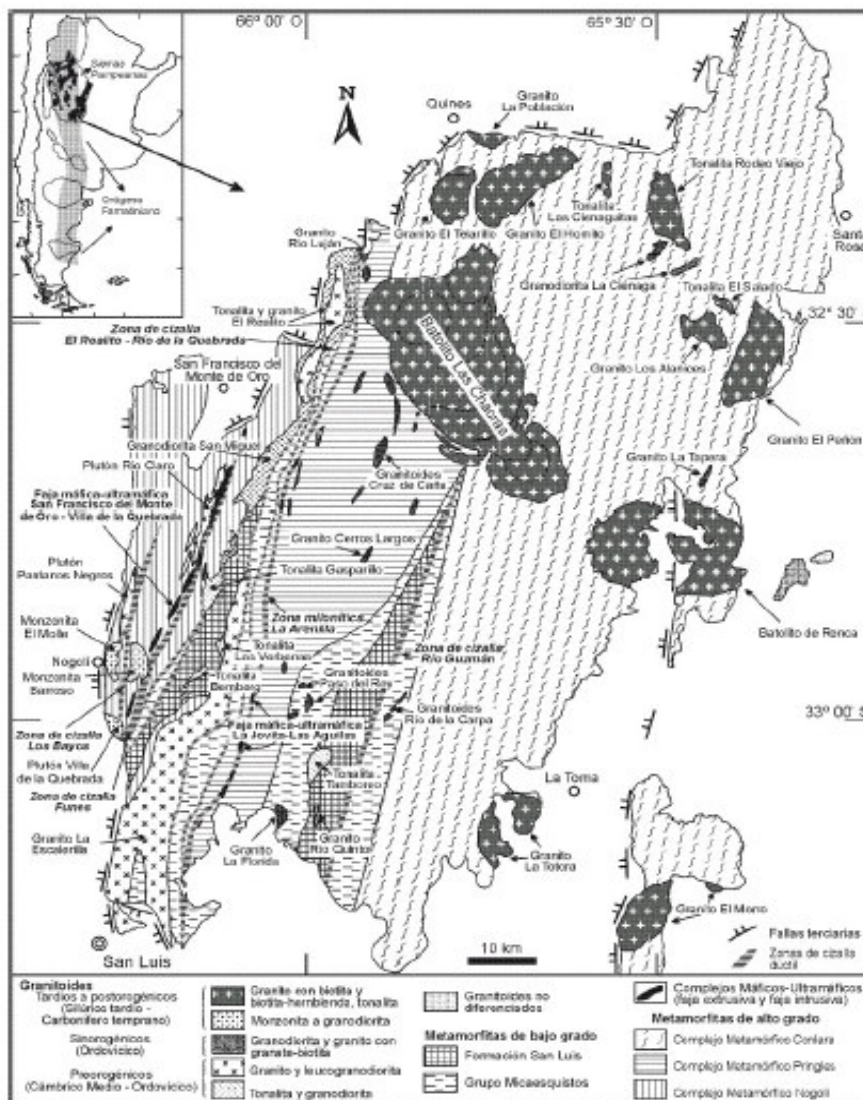 66° 00' O
65° 30' O
Sierras
Pampeanas
Orógeno
Famatiniano
N
Quines
Granito
La Población
Tonalita Rodeo Viejo
Tonalita
Las Cienaguitas
Granito El Telarillo
Granito El Hornito
Santa
Rosa
Granito
Río Luján
Granodiorita La Ciénaga
Tonalita El Salado
32° 30'
Tonalita y granito
El Realito
Zona de cizalla
El Realito - Río de la Quebrada
San Francisco del
Monte de Oro
Batolito Las Chacras
Granito Los Alanices
Granito El Peñón
Granodiorita San Miguel
Plutón Río Claro
Granitoides
Cruz de Caña
Granito La Tapera
Faja máfica-ultramáfica
San Francisco del Monte
de Oro - Villa de la Quebrada
Granito Cerros Largos
Tonalita Gasparillo
Plutón
Pantanos Negros
Zona milonítica
La Arenilla
Batolito de Renca
Monzonita
El Molle
Nogolí
Monzonita
Barroso
Tonalita
Las Verbenas
Zona de cizalla
Río Guzmán
Tonalita
Bemberg
Granitoides
Paso del Rey
Granitoides
Río de la Carpa
33° 00' S
Faja máfica-ultramáfica
La Jovita-Las Aguilas
Zona de cizalla
Los Bayos
Plutón Villa
de la Quebrada
Zona de cizalla
Funes
Tonalita
Tamboreo
La Toma
Granito La
Escalerilla
Granito
La Florida
Granito
Río Quinto
Granito
La Totora
Granito El Morro
San Luis
10 km
Fallas terciarias
Zonas de cizalla
dúctil
Granitoides
Tardíos a postorogénicos
(Silúrico tardío -
Carbonífero temprano)
Sinorogénicos
(Ordovícico)
Preorogénicos
(Cámbrico Medio - Ordovícico)
Granito con biotita y
biotita-hornblenda, tonalita
Monzonita a granodiorita
Granodiorita y granito con
granate-biotita
Granito y leucogranodiorita
Tonalita y granodiorita
Granitoides no
diferenciados
Metamorfitas de bajo grado
Formación San Luis
Grupo Micaesquistos
Complejos Máficos-Ultramáficos
(faja extrusiva y faja intrusiva)
Metamorfitas de alto grado
Complejo Metamórfico Conlara
Complejo Metamórfico Pringles
Complejo Metamórfico Nogolí